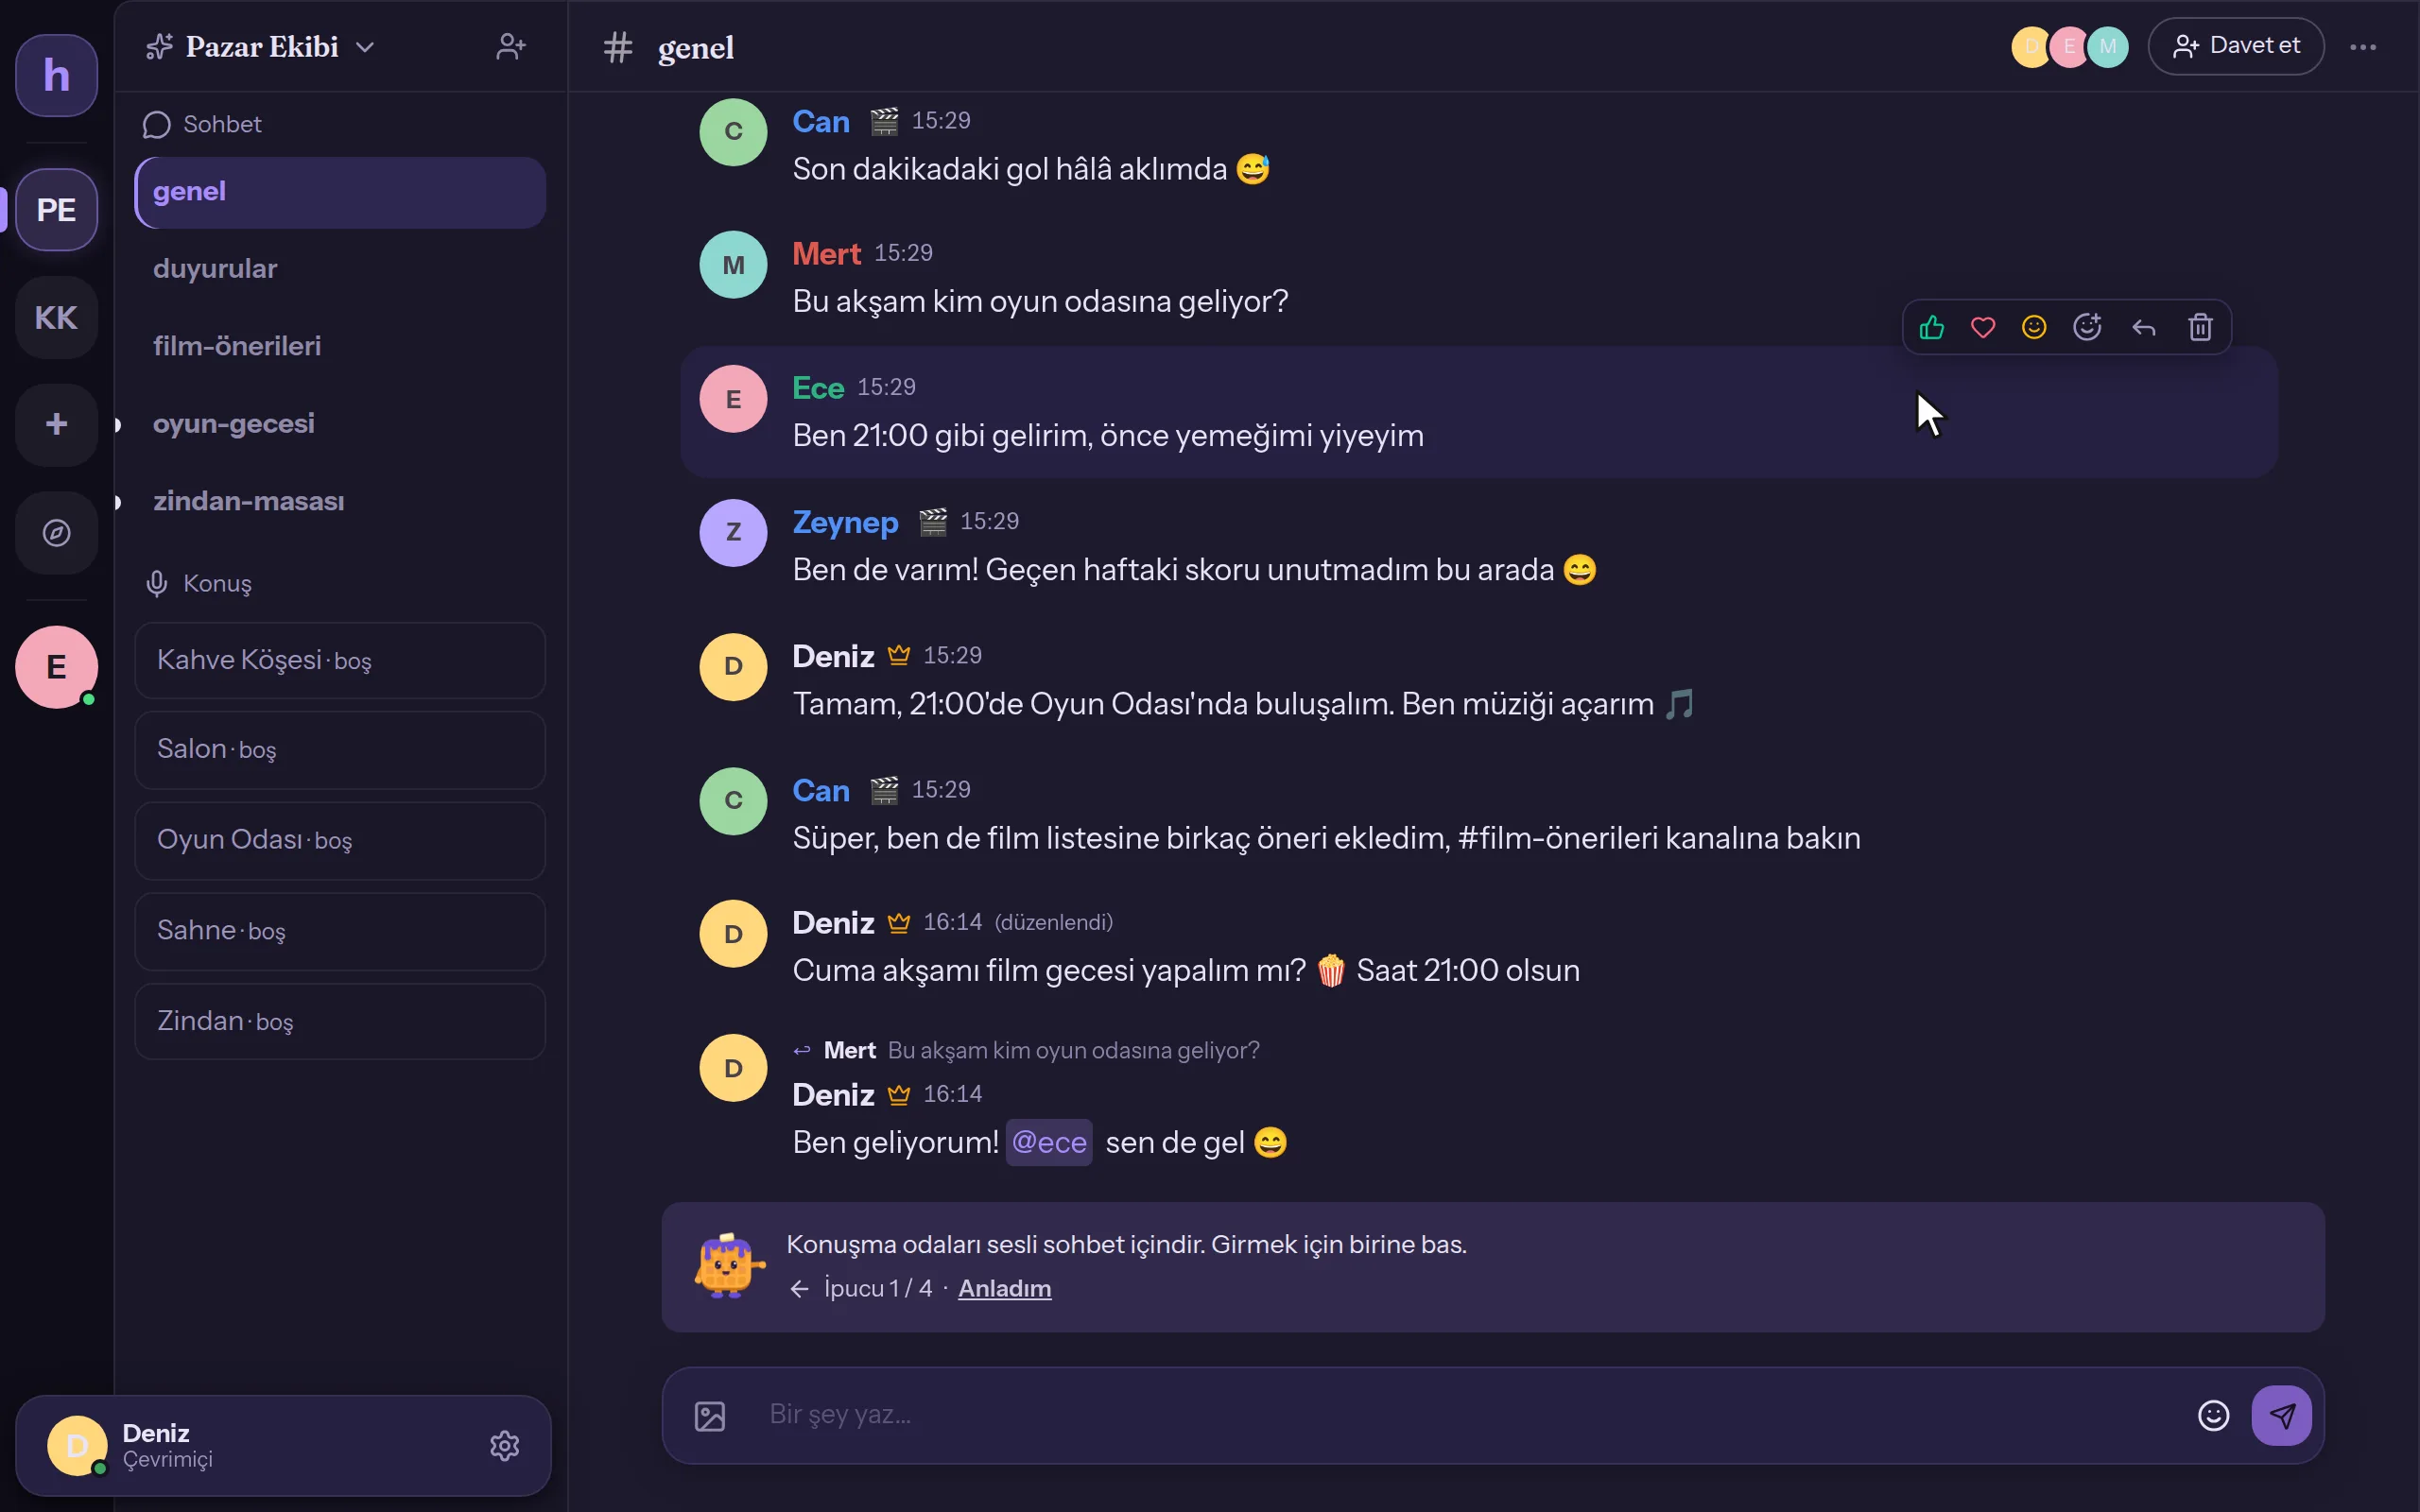 h
PE
KK
+
E
Pazar Ekibi
Sohbet
genel
duyurular
film-önerileri
oyun-gecesi
zindan-masası
Konuş
Kahve Köşesi · boş
Salon · boş
Oyun Odası · boş
Sahne · boş
Zindan · boş
D
Deniz
Çevrimiçi
# genel
D E M
Davet et
C
Can 15:29
Son dakikadaki gol hâlâ aklımda 😅
M
Mert 15:29
Bu akşam kim oyun odasına geliyor?
E
Ece 15:29
Ben 21:00 gibi gelirim, önce yemeğimi yiyeyim
Z
Zeynep 🎬 15:29
Ben de varım! Geçen haftaki skoru unutmadım bu arada 😄
D
Deniz 15:29
Tamam, 21:00'de Oyun Odası'nda buluşalım. Ben müziği açarım 🎵
C
Can 🎬 15:29
Süper, ben de film listesine birkaç öneri ekledim, #film-önerileri kanalına bakın
D
Deniz 16:14 (düzenlendi)
Cuma akşamı film gecesi yapalım mı? 🍿 Saat 21:00 olsun
D
Mert Bu akşam kim oyun odasına geliyor?
Deniz 16:14
Ben geliyorum! @ece sen de gel 😄
Konuşma odaları sesli sohbet içindir. Girmek için birine bas.
← İpucu 1 / 4 · Anladım
Bir şey yaz...